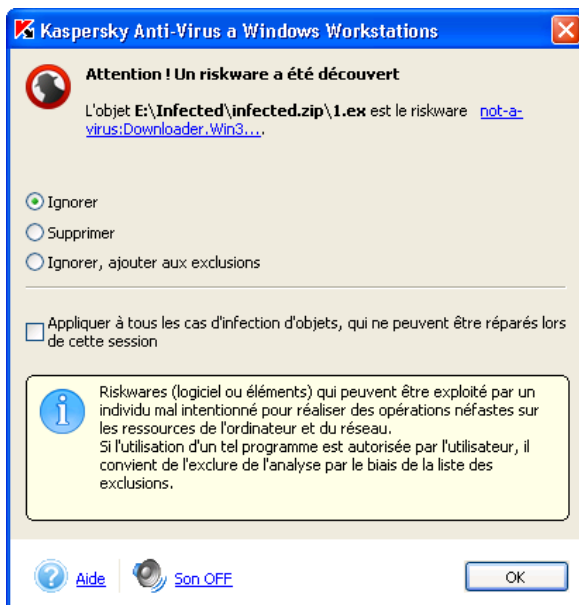 Kaspersky Anti-Virus a Windows Workstations
Attention ! Un riskware a été découvert
L'objet E:\Infected\infected.zip\1.ex est le riskware not-a-
virus:Downloader.Win3....
Ignorer
Supprimer
Ignorer, ajouter aux exclusions
Appliquer à tous les cas d'infection d'objets, qui ne peuvent être réparés lors
de cette session
Riskwares (logiciel ou éléments) qui peuvent être exploité par un
individu mal intentionné pour réaliser des opérations néfastes sur
les ressources de l'ordinateur et du réseau.
Si l'utilisation d'un tel programme est autorisée par l'utilisateur, il
convient de l'exclure de l'analyse par le biais de la liste des
exclusions.
Aide Son OFF OK